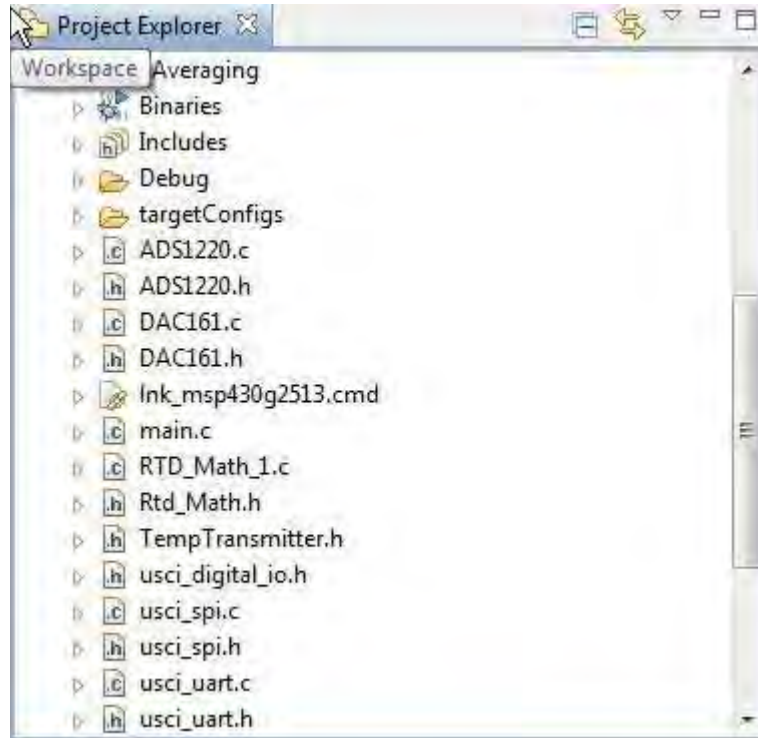 Project Explorer
Workspace Averaging
Binaries
Includes
Debug
targetConfigs
.c ADS1220.c
.h ADS1220.h
.c DAC161.c
.h DAC161.h
lnk_msp430g2513.cmd
.c main.c
.c RTD_Math_1.c
.h Rtd_Math.h
.h TempTransmitter.h
.h usci_digital_io.h
.c usci_spi.c
.h usci_spi.h
.c usci_uart.c
.h usci_uart.h